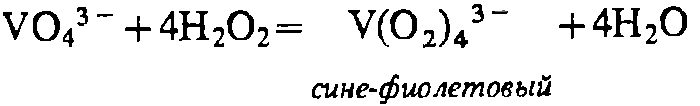 VO₄³⁻ + 4H₂O₂ = V(O₂)₄³⁻ + 4H₂O
сине-фиолетовый